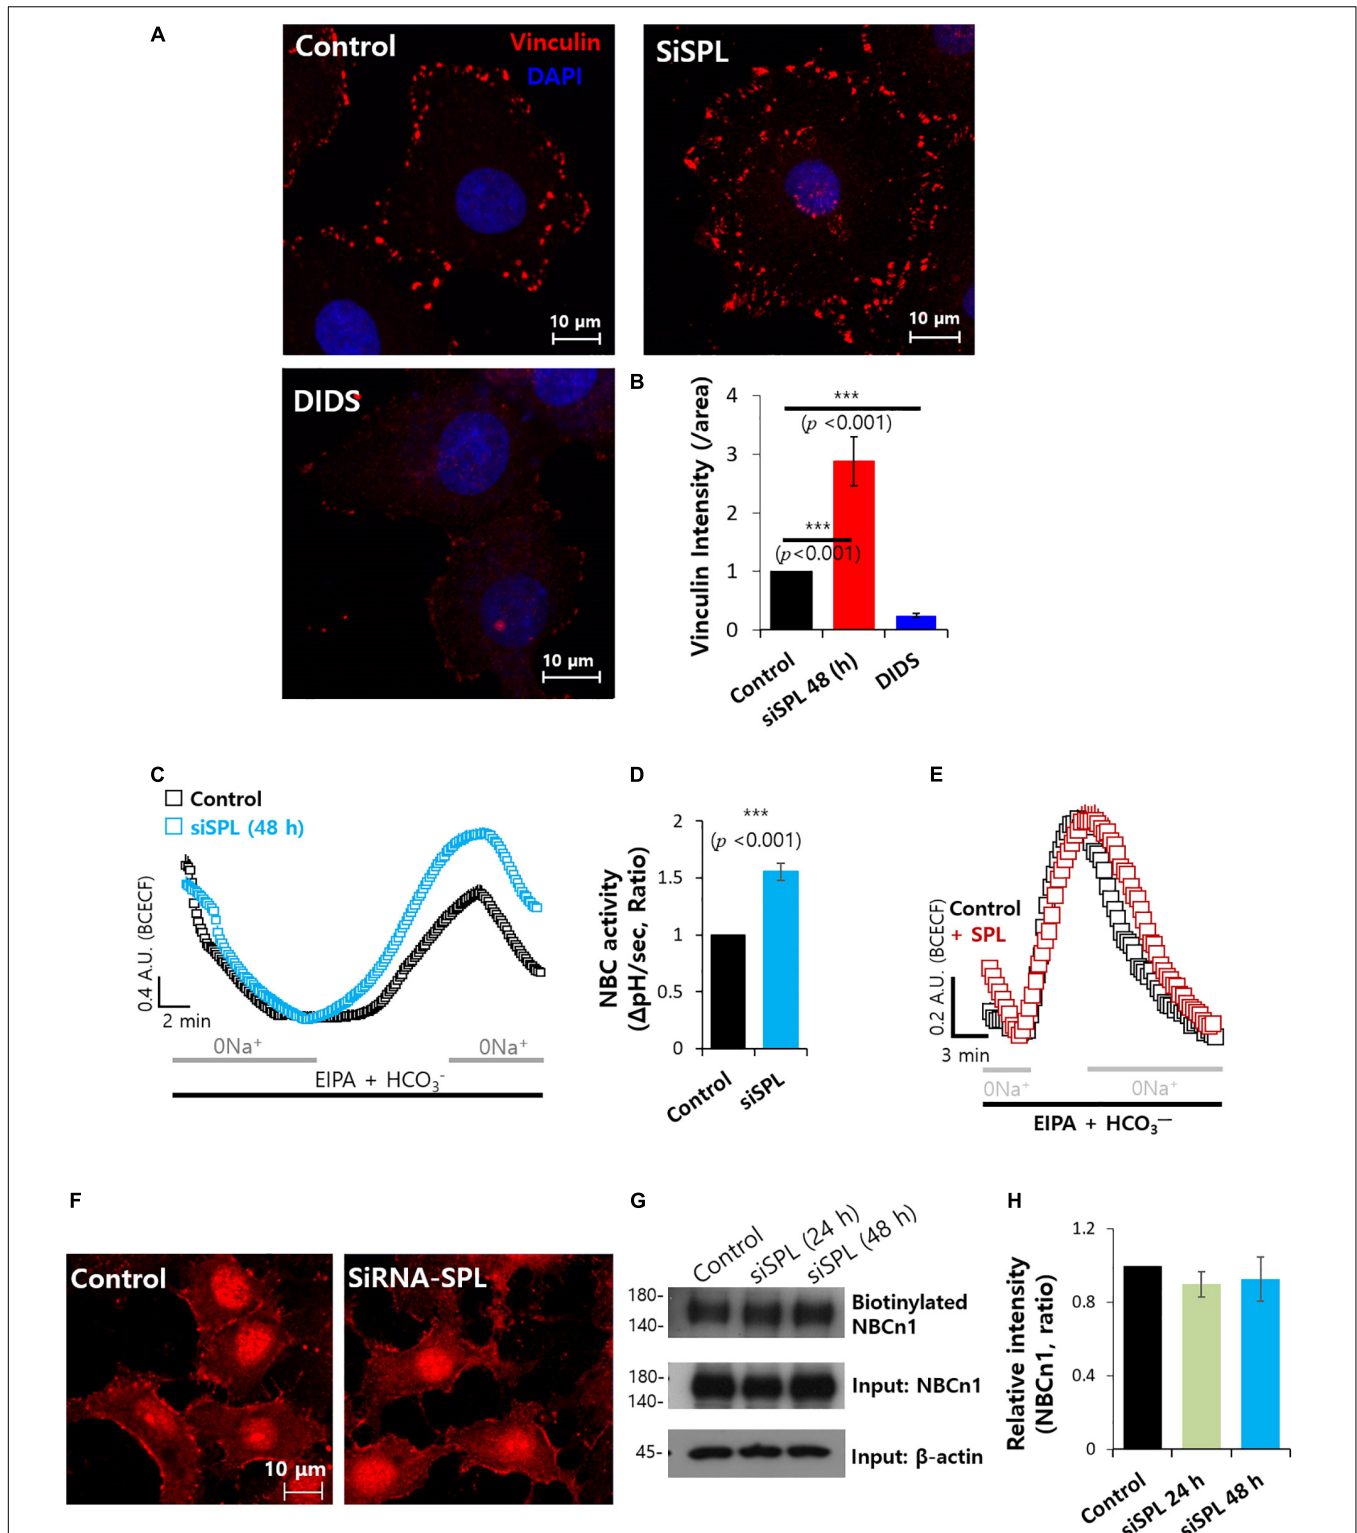 A
Control
Vinculin
DAPI
10 µm
SiSPL
10 µm
DIDS
10 µm
B
Vinculin Intensity (/area)
4
3
2
1
0
***
(p <0.001)
***
(p<0.001)
Control
siSPL 48 (h)
DIDS
C
Control
siSPL (48 h)
0.4 A.U. (BCECF)
2 min
0Na+
0Na+
EIPA + HCO3-
D
NBC activity
(ΔpH/sec, Ratio)
2
1.5
1
0.5
0
***
(p <0.001)
Control
siSPL
E
Control
+ SPL
0.2 A.U. (BCECF)
3 min
0Na+
0Na+
EIPA + HCO3—
F
Control
10 µm
SiRNA-SPL
G
Control
siSPL (24 h)
siSPL (48 h)
180-
140-
Biotinylated
NBCn1
180-
140-
Input: NBCn1
45-
Input: β-actin
H
Relative intensity
(NBCn1, ratio)
1.2
0.8
0.4
0
Control
siSPL 24 h
siSPL 48 h